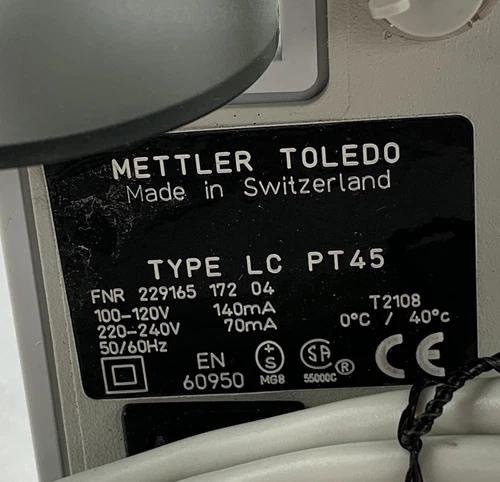 METTLER TOLEDO
Made in Switzerland
TYPE LC PT45
FNR 229165 172 04
100-120V 140mA T2108
220-240V 70mA 0°C / 40°C
50/60Hz
EN
60950
+S
MG8
SA
55000C
®
CE